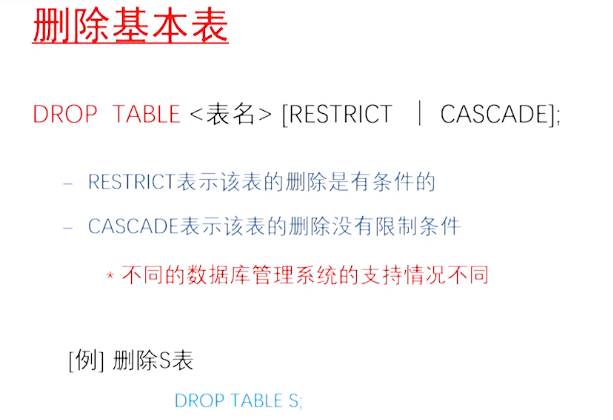 删除基本表
DROP TABLE <表名> [RESTRICT | CASCADE];
– RESTRICT表示该表的删除是有条件的
– CASCADE表示该表的删除没有限制条件
* 不同的数据库管理系统的支持情况不同
[例] 删除S表
DROP TABLE S;